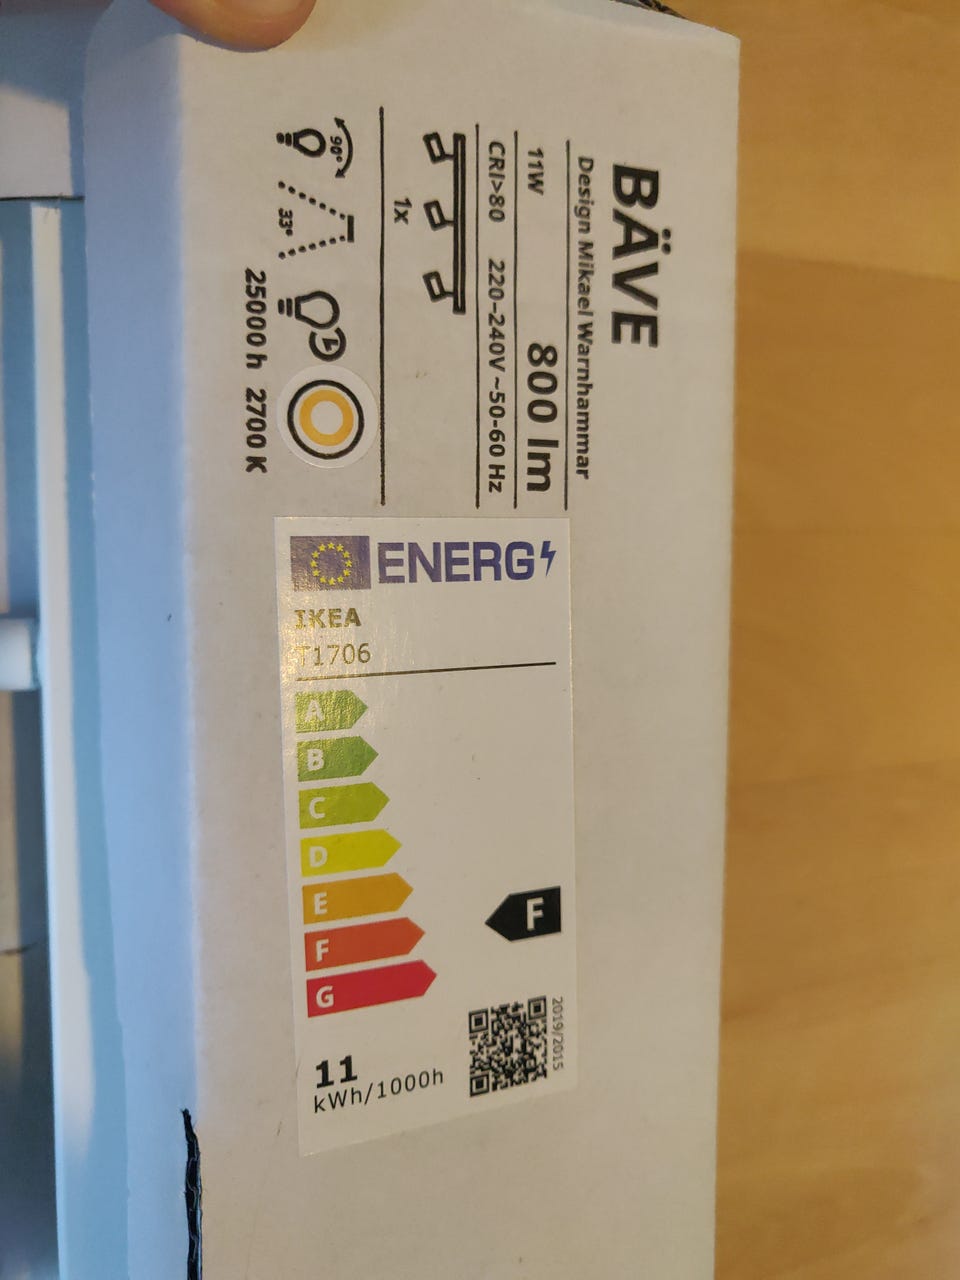 BÄVE
Design Mikael Warnhammar
11W 800 lm
CRI>80 220-240V ~50-60 Hz
1x
90°
33°
25000 h 2700 K
ENERG
IKEA
T1706
A
B
C
D
E
F
G
F
11
kWh/1000h
2019/2015